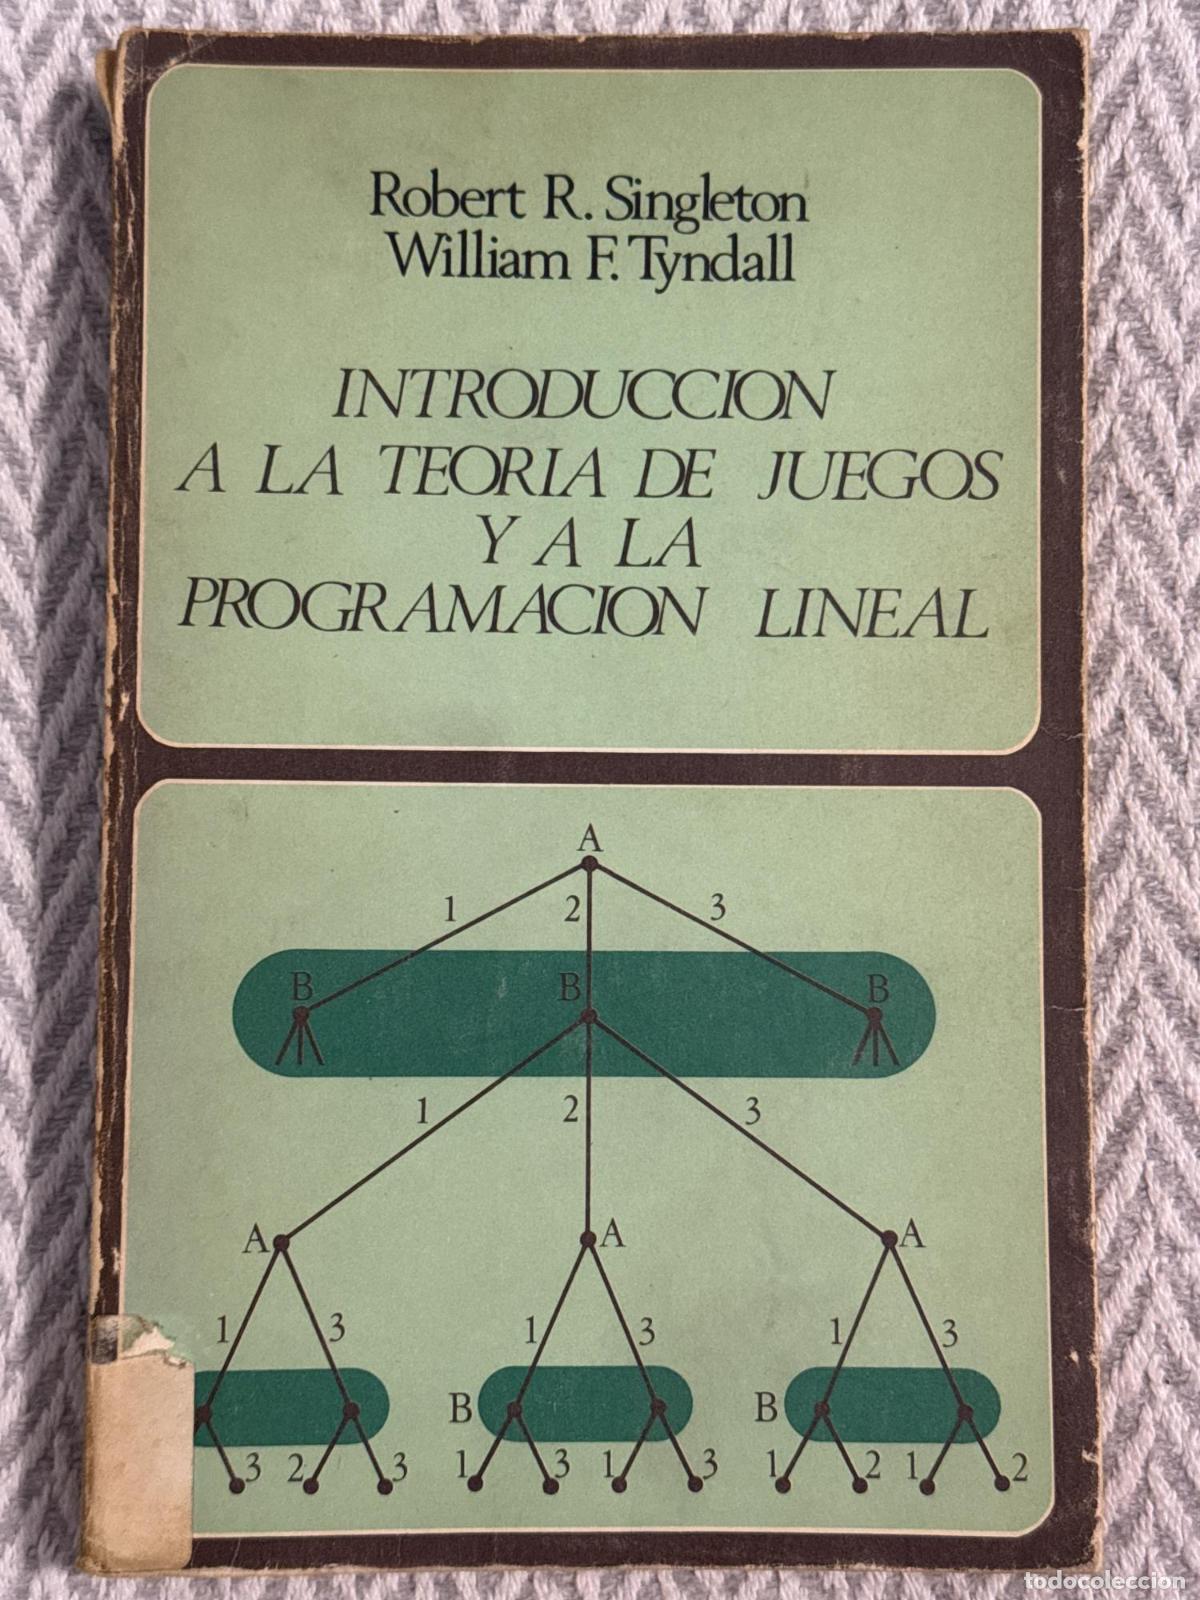 Robert R. Singleton
William F. Tyndall
INTRODUCCION
A LA TEORIA DE JUEGOS
Y A LA
PROGRAMACION LINEAL
A
1 2 3
B B B
1 2 3
A A A
1 3 1 3 1 3
B B
3 2 3 1 3 1 3 1 2 1 2
todocoleccion